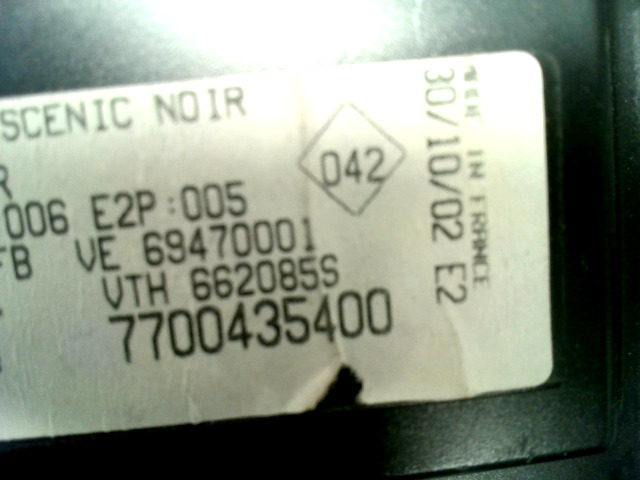 SCENIC NOIR
R
006 E2P:005
FB VE 69470001
VTH 662085S
7700435400
042
30/10/02 E2
IN FRANCE